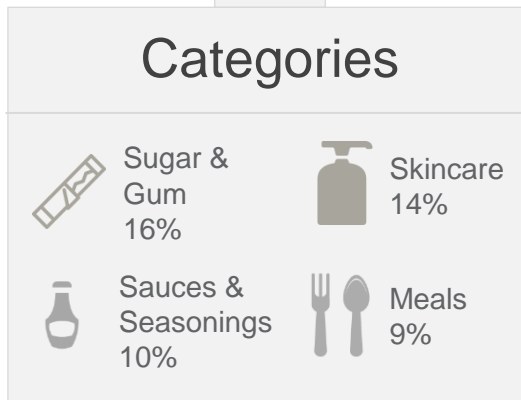 Categories
Sugar &
Gum
16%
Skincare
14%
Sauces &
Seasonings
10%
Meals
9%